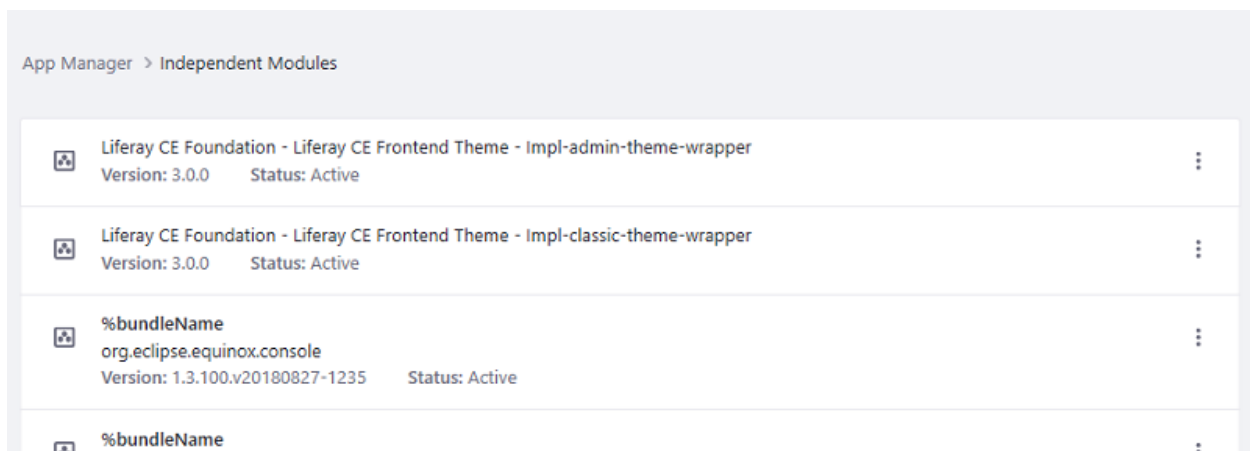 App Manager > Independent Modules
Liferay CE Foundation - Liferay CE Frontend Theme - Impl-admin-theme-wrapper
Version: 3.0.0 Status: Active
Liferay CE Foundation - Liferay CE Frontend Theme - Impl-classic-theme-wrapper
Version: 3.0.0 Status: Active
%bundleName
org.eclipse.equinox.console
Version: 1.3.100.v20180827-1235 Status: Active
%bundleName